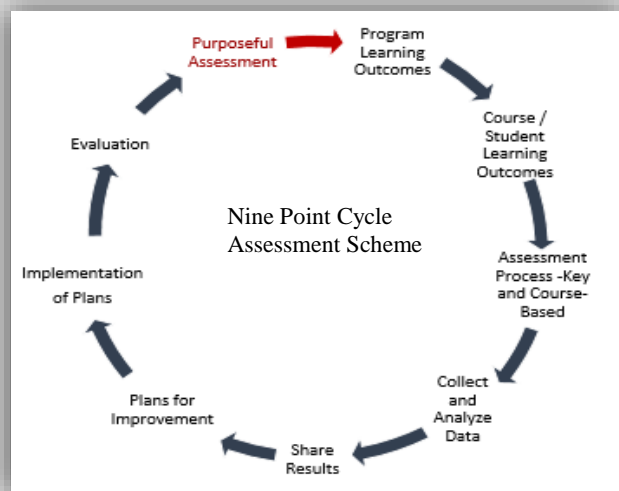 Purposeful
Assessment
Program
Learning
Outcomes
Course /
Student
Learning
Outcomes
Assessment
Process -Key
and Course-
Based
Collect
and
Analyze
Data
Share
Results
Plans for
Improvement
Implementation
of Plans
Evaluation
Nine Point Cycle
Assessment Scheme